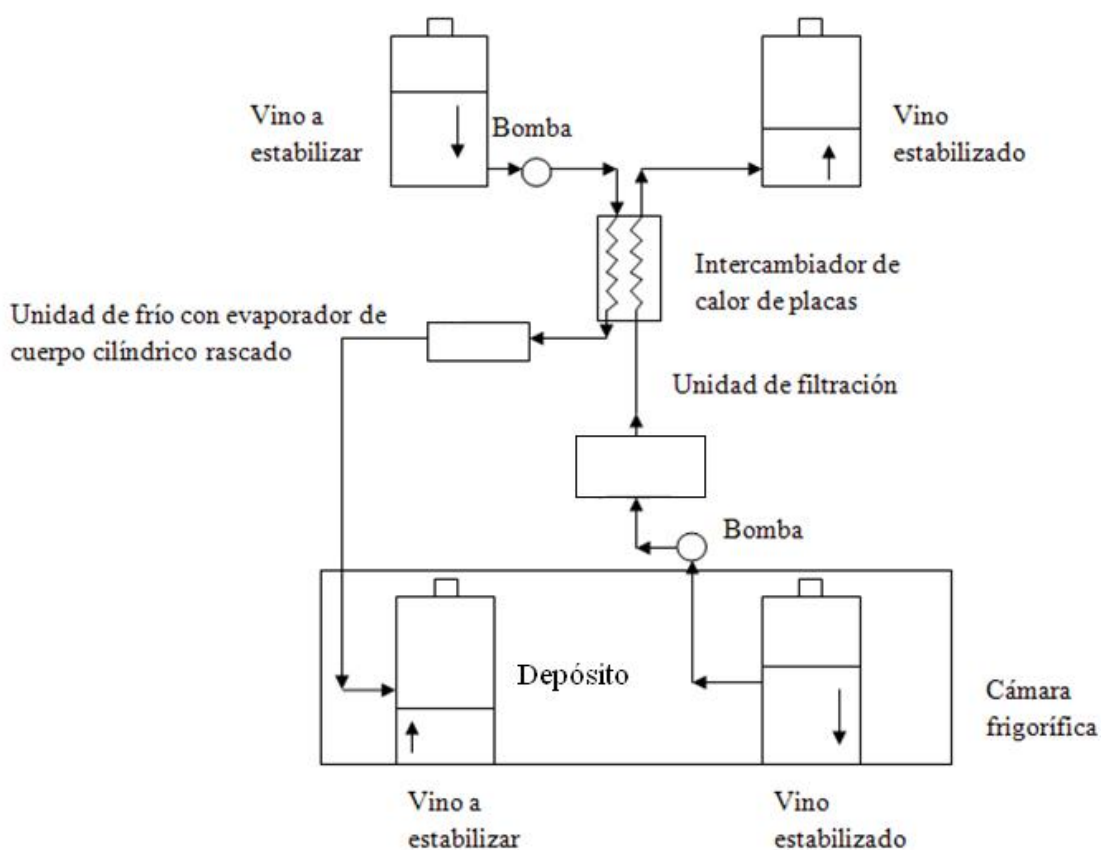 Vino a
estabilizar
Bomba
Vino
estabilizado
Intercambiador de
calor de placas
Unidad de frío con evaporador de
cuerpo cilíndrico rascado
Unidad de filtración
Bomba
Depósito
Cámara
frigorífica
Vino a
estabilizar
Vino
estabilizado